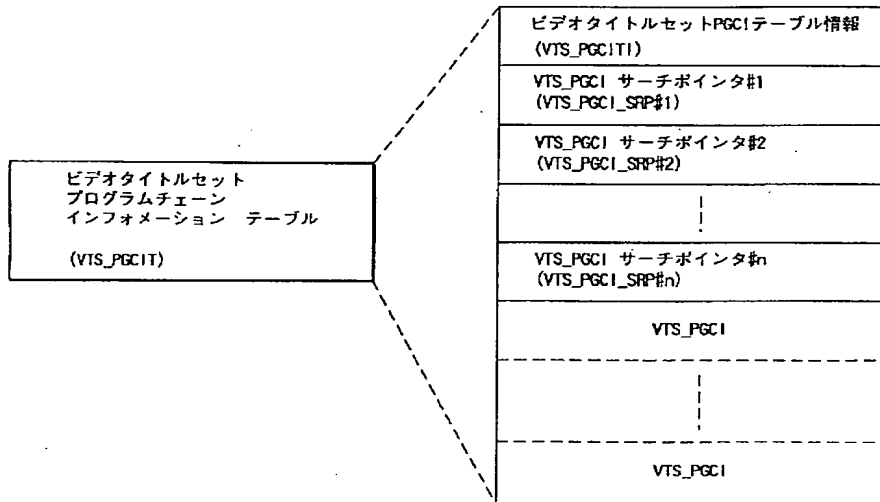 ビデオタイトルセット
プログラムチェーン
インフォメーション テーブル
(VTS_PGCIT)
ビデオタイトルセットPGCIテーブル情報
(VTS_PGCITI)
VTS_PGCI サーチポインタ#1
(VTS_PGCI_SRP#1)
VTS_PGCI サーチポインタ#2
(VTS_PGCI_SRP#2)
VTS_PGCI サーチポインタ#n
(VTS_PGCI_SRP#n)
VTS_PGCI
VTS_PGCI